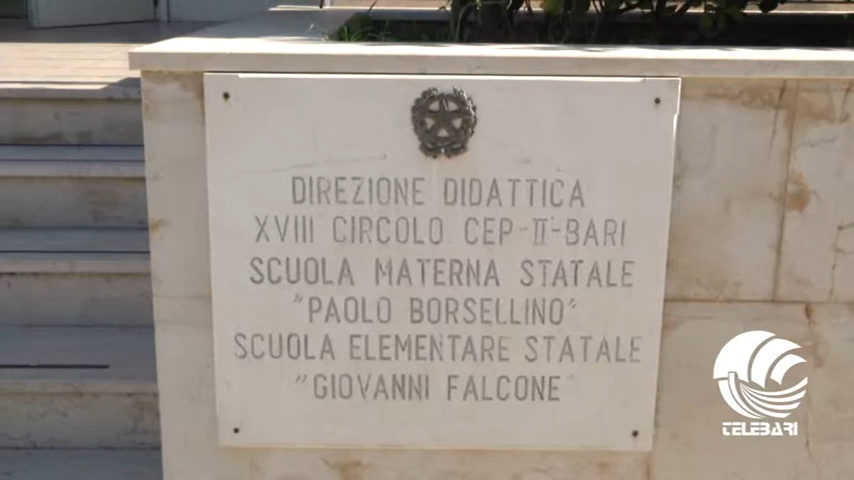 DIREZIONE DIDATTICA
XVIII CIRCOLO CEP-II-BARI
SCUOLA MATERNA STATALE
"PAOLO BORSELLINO"
SCUOLA ELEMENTARE STATALE
"GIOVANNI FALCONE"
TELEBARI